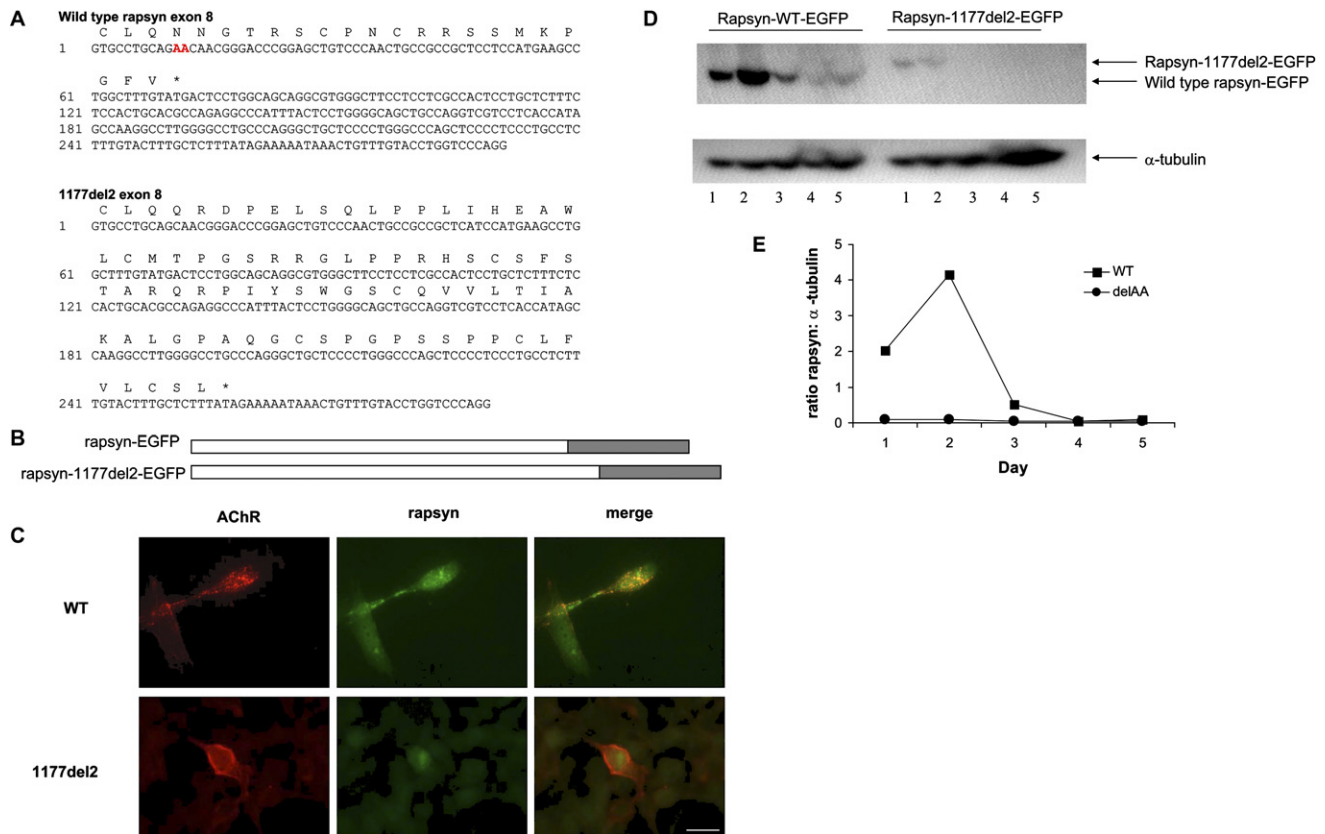 A
Wild type rapsyn exon 8
C L Q N N G T R S C P N C R R S S M K P
1 GTGCCTGCAGAACAACGGGACCCGGAGCTGTCCCAACTGCCGCCGCTCCTCCATGAAGCC
G F V *
61 TGGCTTTGTATGACTCCTGGCAGCAGGCGTGGGCTTCCTCCTCGCCACTCCTGCTCTTTC
121 TCCACTGCACGCCAGAGGCCCATTTACTCCTGGGGCAGCTGCCAGGTCGTCCTCACCATA
181 GCCAAGGCCTTGGGGCCTGCCCAGGGCTGCTCCCCTGGGCCCAGCTCCCCTCCCTGCCTC
241 TTTGTACTTTGCTCTTTATAGAAAAATAAACTGTTTGTACCTGGTCCCAGG
1177del2 exon 8
C L Q Q R D P E L S Q L P P L I H E A W
1 GTGCCTGCAGCAACGGGACCCGGAGCTGTCCCAACTGCCGCCGCTCATCCATGAAGCCTG
L C M T P G S R R G L P P R H S C S F S
61 GCTTTGTATGACTCCTGGCAGCAGGCGTGGGCTTCCTCCTCGCCACTCCTGCTCTTTCTC
T A R Q R P I Y S W G S C Q V V L T I A
121 CACTGCACGCCAGAGGCCCATTTACTCCTGGGGCAGCTGCCAGGTCGTCCTCACCATAGC
K A L G P A Q G C S P G P S S P P C L F
181 CAAGGCCTTGGGGCCTGCCCAGGGCTGCTCCCCTGGGCCCAGCTCCCCTCCCTGCCTCTT
V L C S L *
241 TGTACTTTGCTCTTTATAGAAAAATAAACTGTTTGTACCTGGTCCCAGG
B
rapsyn-EGFP
rapsyn-1177del2-EGFP
C
AChR rapsyn merge
WT
1177del2
D
Rapsyn-WT-EGFP Rapsyn-1177del2-EGFP
Rapsyn-1177del2-EGFP
Wild type rapsyn-EGFP
α-tubulin
1 2 3 4 5 1 2 3 4 5
E
ratio rapsyn: α -tubulin
5
4
3
2
1
0
WT
delAA
1 2 3 4 5
Day